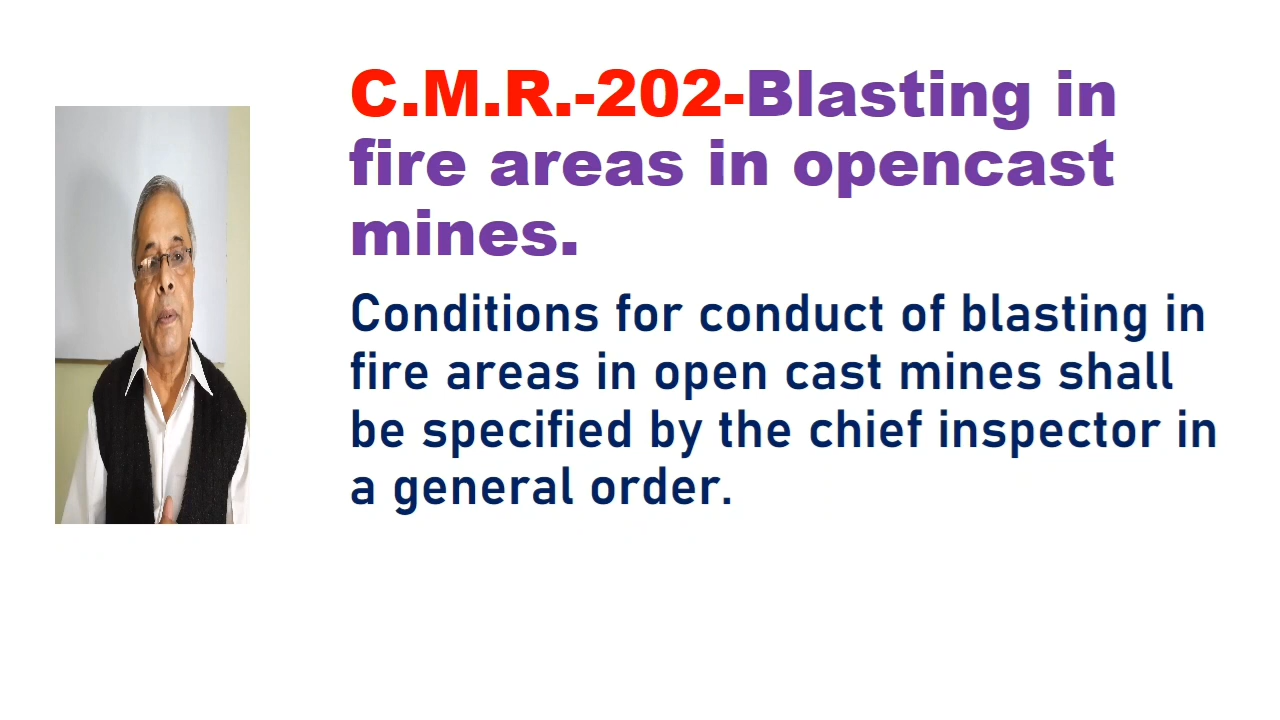 C.M.R.-202-Blasting in
fire areas in opencast
mines.
Conditions for conduct of blasting in
fire areas in open cast mines shall
be specified by the chief inspector in
a general order.